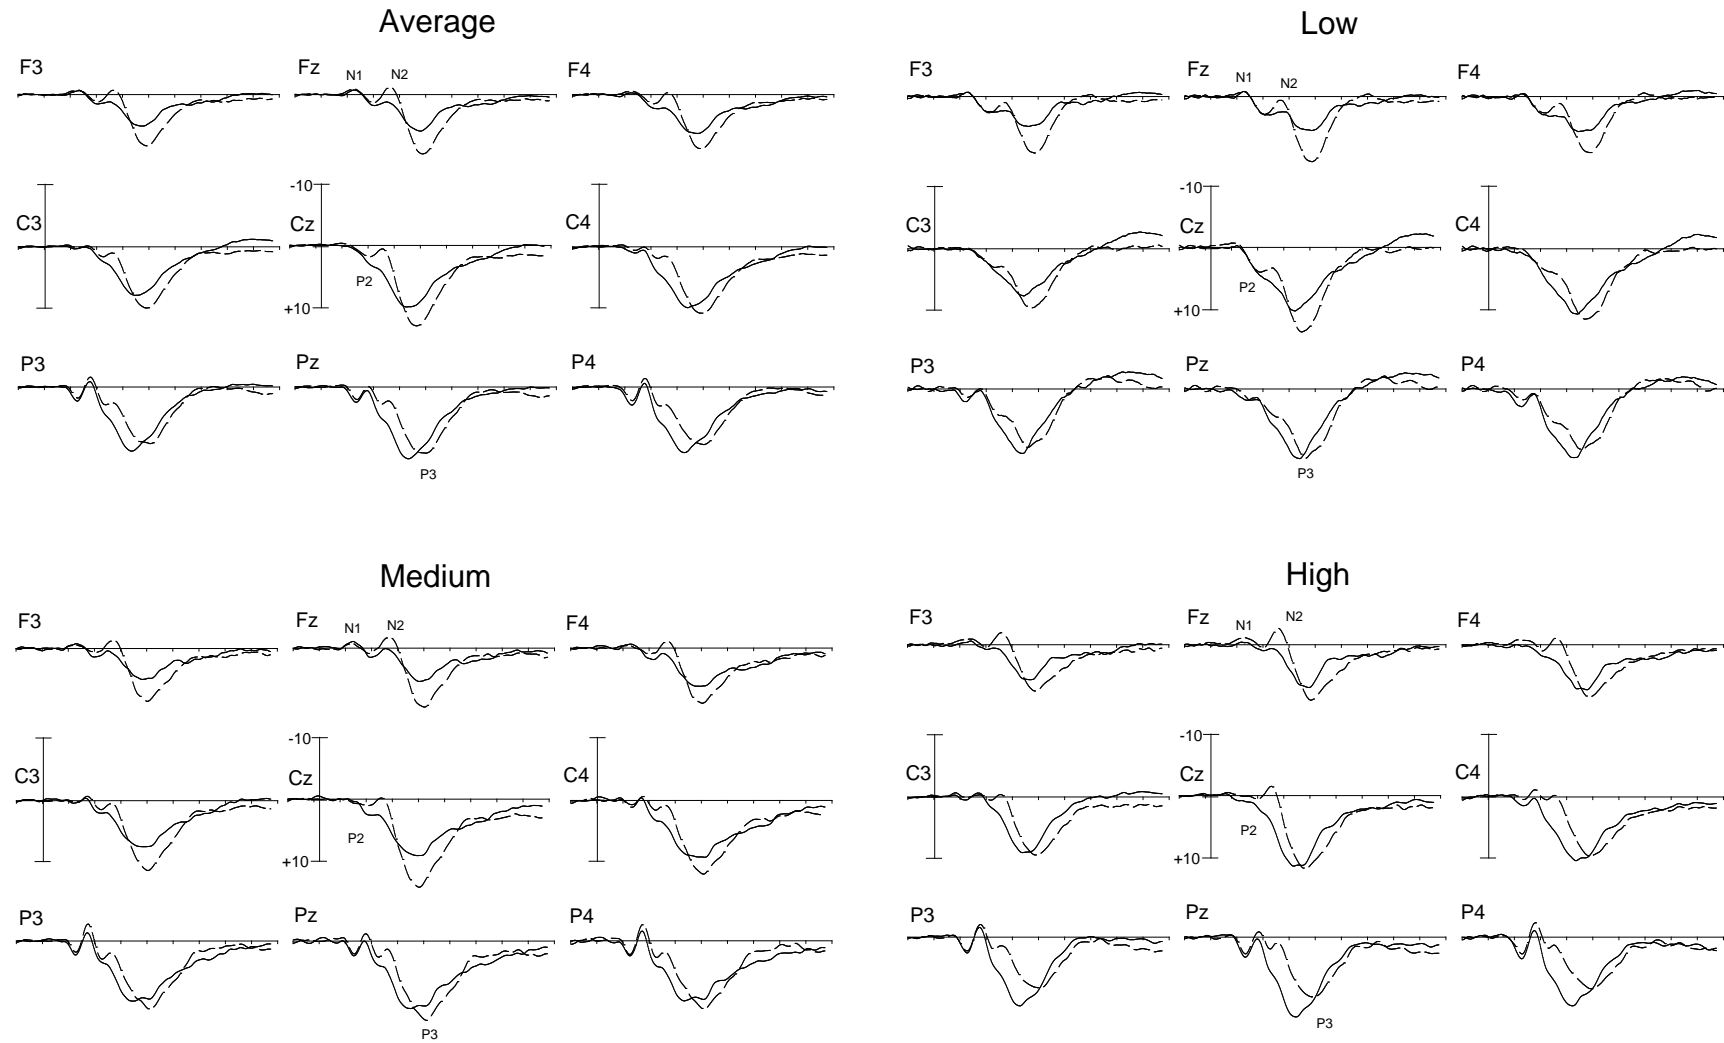 Average
F3
Fz
N1
N2
F4
C3
-10
Cz
P2
+10
C4
P3
Pz
P4
P3
Low
F3
Fz
N1
N2
F4
C3
-10
Cz
P2
+10
C4
P3
Pz
P4
P3
Medium
F3
Fz
N1
N2
F4
C3
-10
Cz
P2
+10
C4
P3
Pz
P4
P3
High
F3
Fz
N1
N2
F4
C3
-10
Cz
P2
+10
C4
P3
Pz
P4
P3